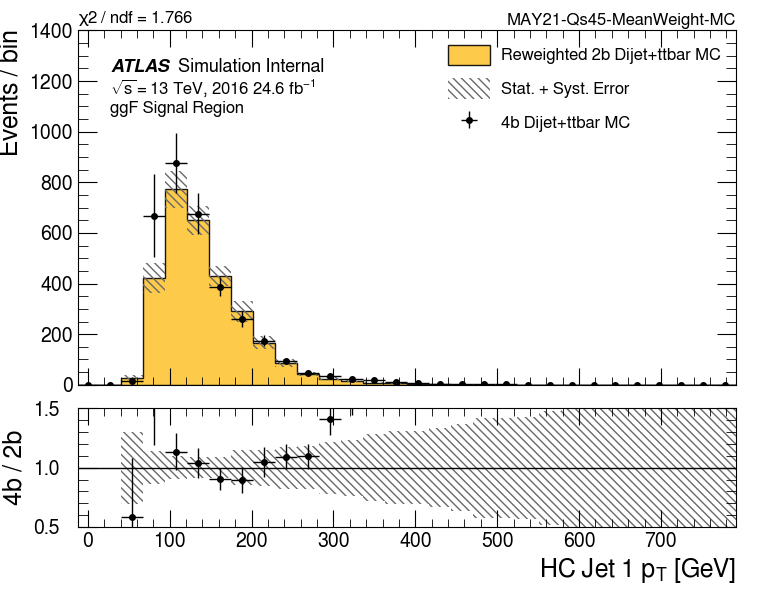 χ2 / ndf = 1.766
MAY21-Qs45-MeanWeight-MC
Events / bin
1400
1200
1000
800
600
400
200
0
ATLAS Simulation Internal
√s = 13 TeV, 2016 24.6 fb⁻¹
ggF Signal Region
Reweighted 2b Dijet+ttbar MC
Stat. + Syst. Error
4b Dijet+ttbar MC
4b / 2b
1.5
1.0
0.5
0 100 200 300 400 500 600 700
HC Jet 1 pT [GeV]